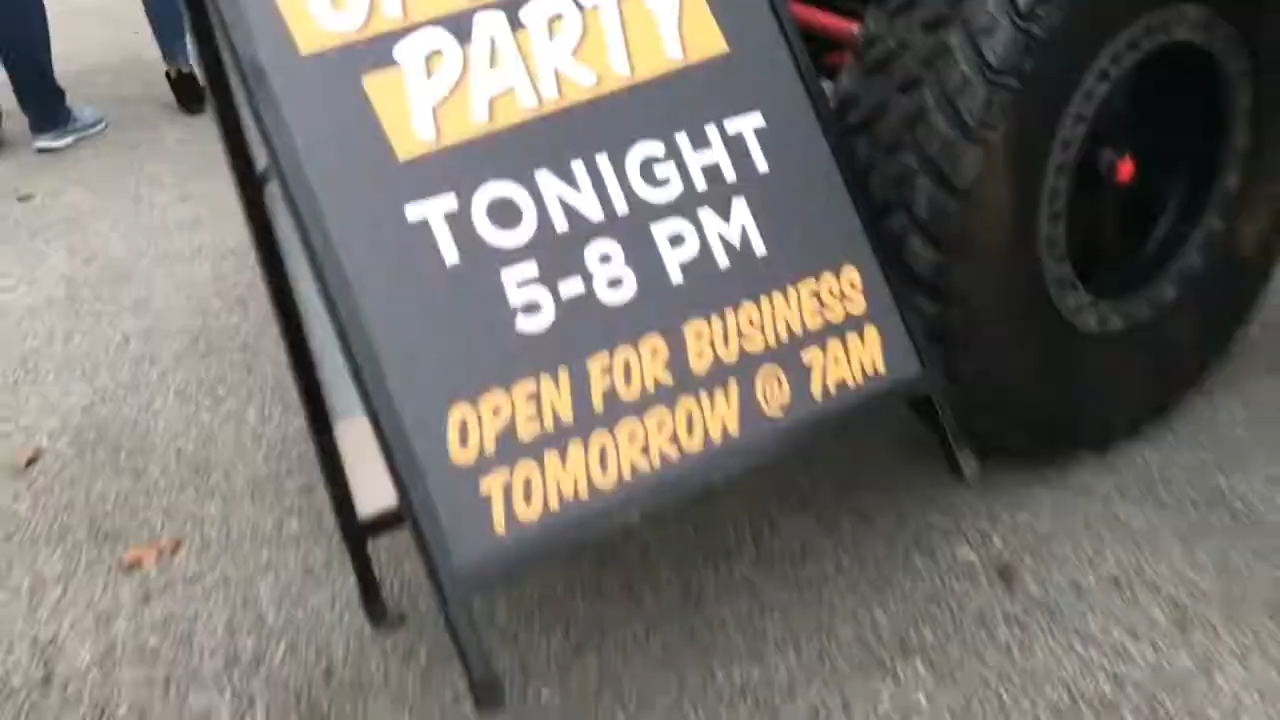 PARTY
TONIGHT
5-8 PM
OPEN FOR BUSINESS
TOMORROW @ 7AM